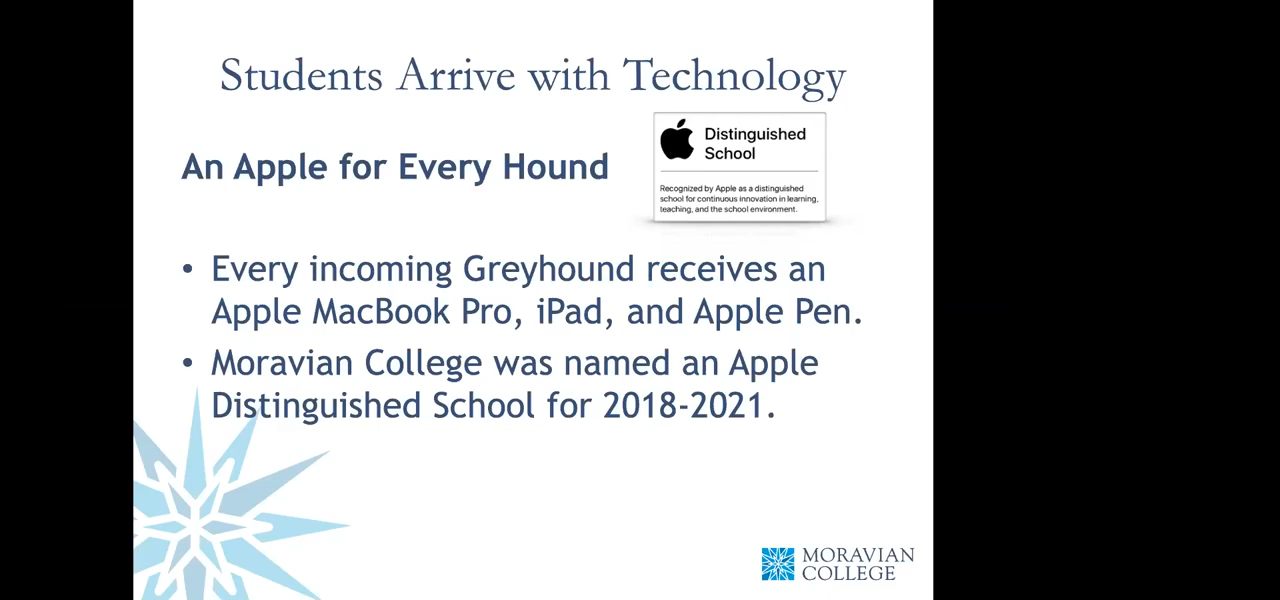 Students Arrive with Technology
Distinguished
School
An Apple for Every Hound
Recognized by Apple as a distinguished
school for continuous innovation in learning,
teaching, and the school environment.
• Every incoming Greyhound receives an
Apple MacBook Pro, iPad, and Apple Pen.
• Moravian College was named an Apple
Distinguished School for 2018-2021.
MORAVIAN
COLLEGE